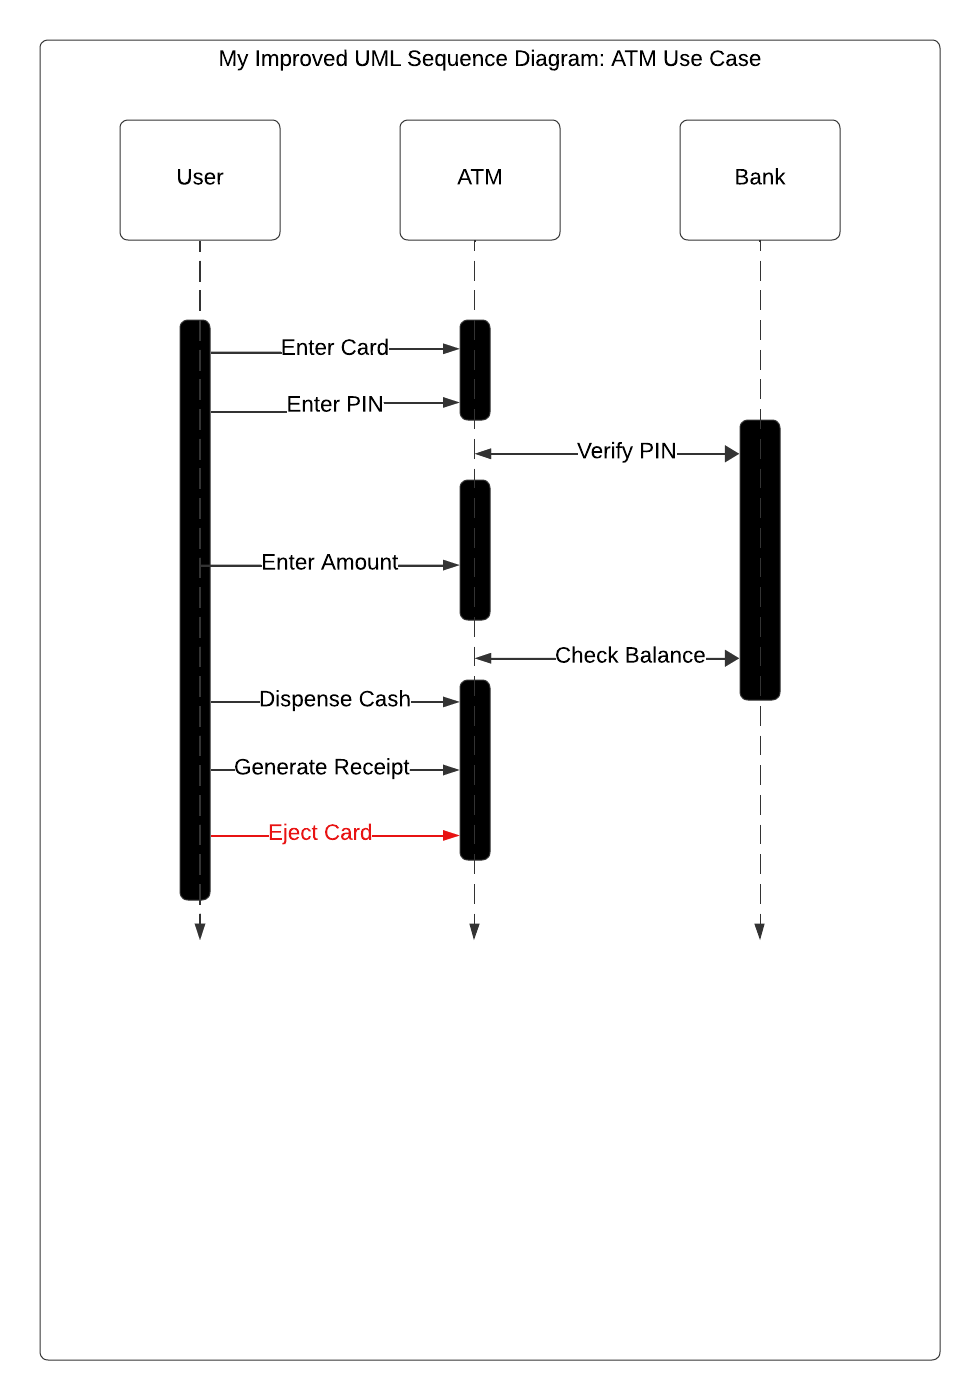 My Improved UML Sequence Diagram: ATM Use Case
User
ATM
Bank
Enter Card
Enter PIN
Verify PIN
Enter Amount
Check Balance
Dispense Cash
Generate Receipt
Eject Card